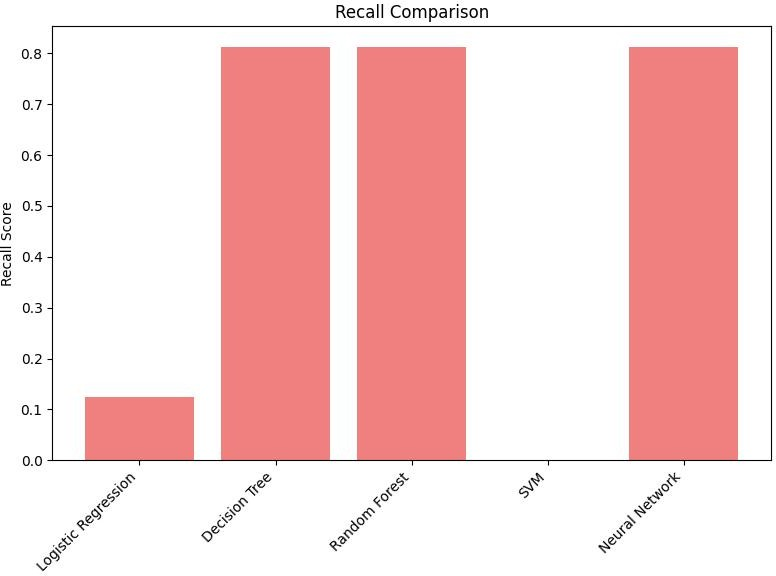 Recall Comparison
Recall Score
0.8
0.7
0.6
0.5
0.4
0.3
0.2
0.1
0.0
Logistic Regression
Decision Tree
Random Forest
SVM
Neural Network